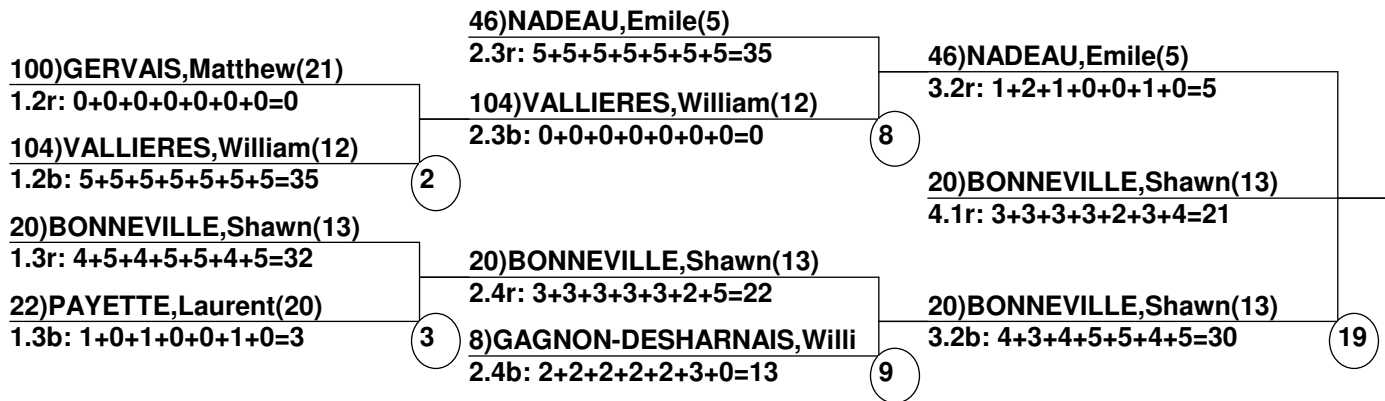 100)GERVAIS,Matthew(21)
1.2r: 0+0+0+0+0+0+0=0
104)VALLIERES,William(12)
1.2b: 5+5+5+5+5+5+5=35
2
20)BONNEVILLE,Shawn(13)
1.3r: 4+5+4+5+5+4+5=32
22)PAYETTE,Laurent(20)
1.3b: 1+0+1+0+0+1+0=3
3
46)NADEAU,Emile(5)
2.3r: 5+5+5+5+5+5+5=35
104)VALLIERES,William(12)
2.3b: 0+0+0+0+0+0+0=0
8
20)BONNEVILLE,Shawn(13)
2.4r: 3+3+3+3+3+2+5=22
8)GAGNON-DESHARNAIS,Willi
2.4b: 2+2+2+2+2+3+0=13
9
46)NADEAU,Emile(5)
3.2r: 1+2+1+0+0+1+0=5
20)BONNEVILLE,Shawn(13)
4.1r: 3+3+3+3+2+3+4=21
20)BONNEVILLE,Shawn(13)
3.2b: 4+3+4+5+5+4+5=30
19